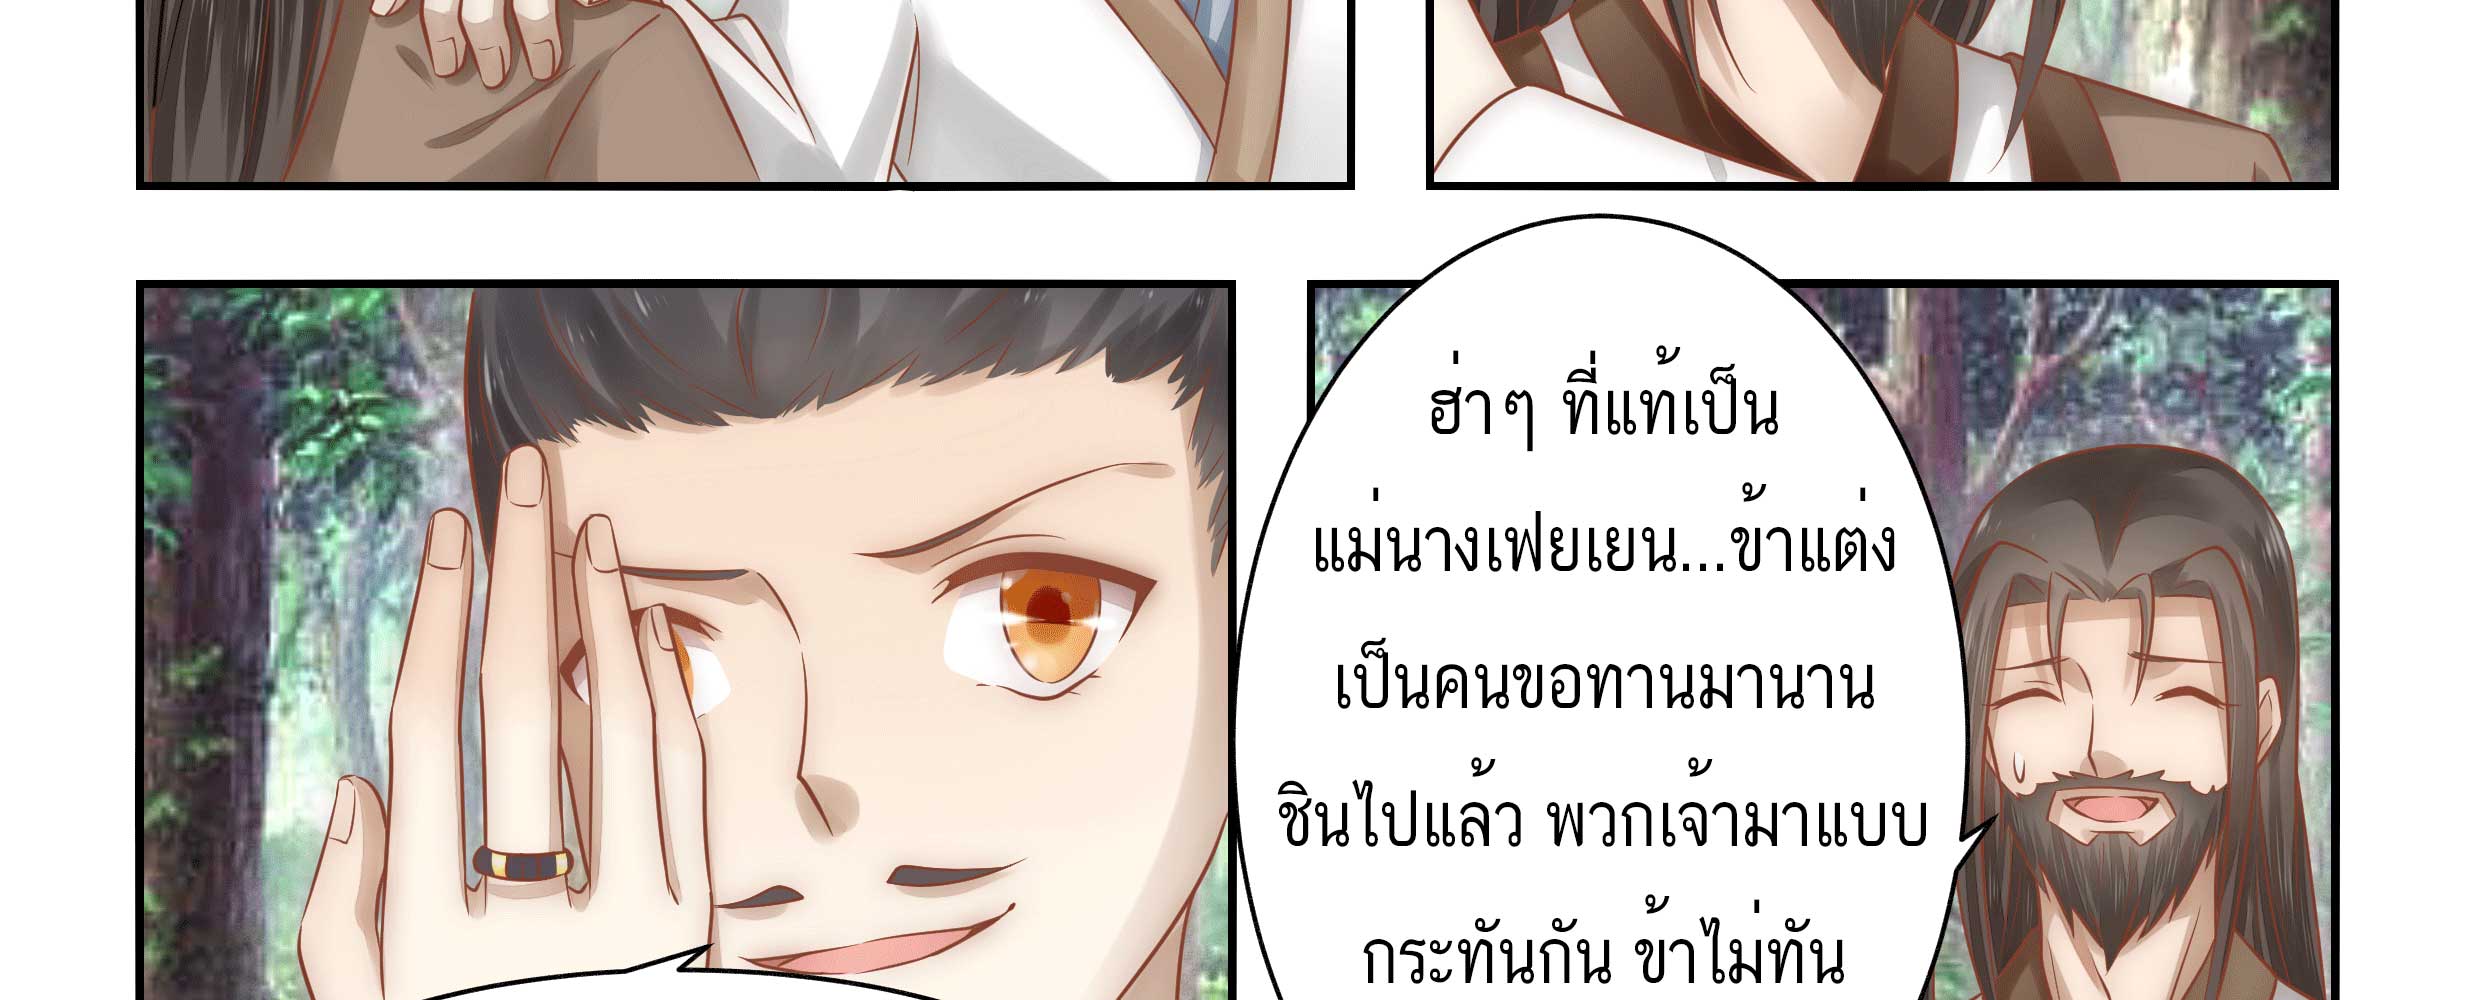 ฮ่าๆ ที่แท้เป็น
แม่นางเฟยเยน...ข้าแต่ง
เป็นคนขอทานมานาน
ชินไปแล้ว พวกเจ้ามาแบบ
กระทันกัน ข้าไม่ทัน